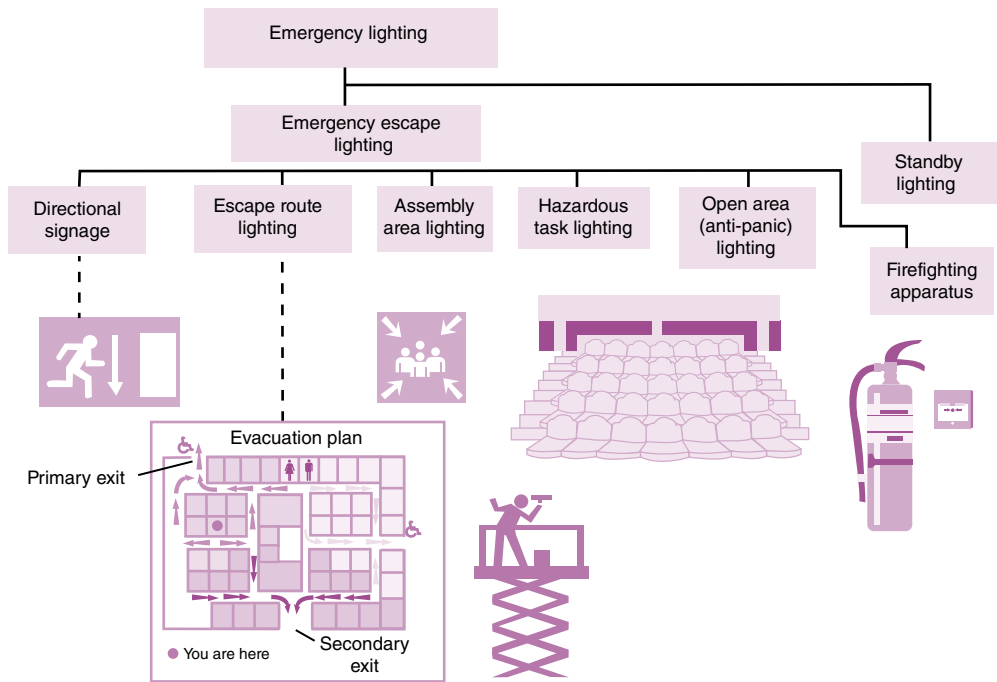 Emergency lighting
Emergency escape
lighting
Standby
lighting
Directional
signage
Escape route
lighting
Assembly
area lighting
Hazardous
task lighting
Open area
(anti-panic)
lighting
Firefighting
apparatus
Evacuation plan
Primary exit
Secondary
exit
You are here